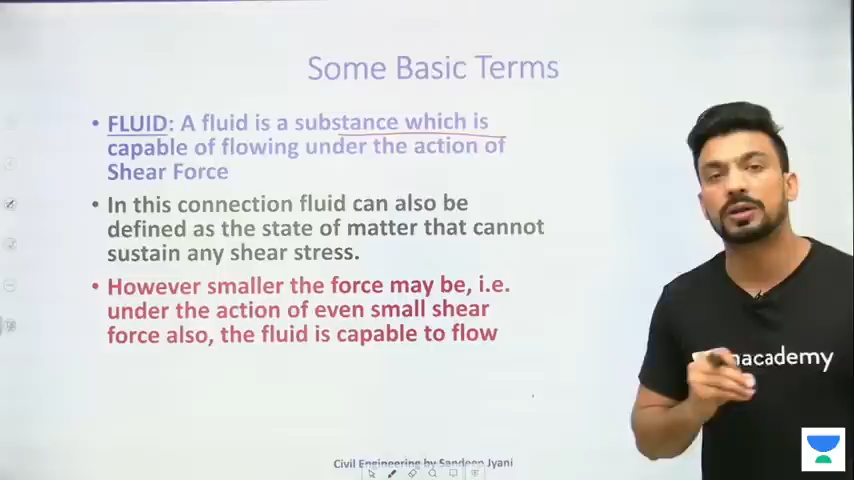 Some Basic Terms
• FLUID: A fluid is a substance which is
capable of flowing under the action of
Shear Force
• In this connection fluid can also be
defined as the state of matter that cannot
sustain any shear stress.
• However smaller the force may be, i.e.
under the action of even small shear
force also, the fluid is capable to flow
nacademy
Civil Engineering by Sandeep Jyani